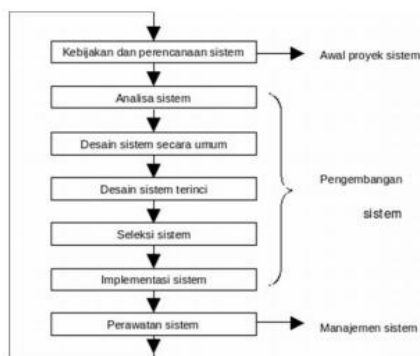 Kebijakan dan perencanaan sistem
Awal proyek sistem
Analisa sistem
Desain sistem secara umum
Desain sistem terinci
Pengembangan
sistem
Seleksi sistem
Implementasi sistem
Perawatan sistem
Manajemen sistem